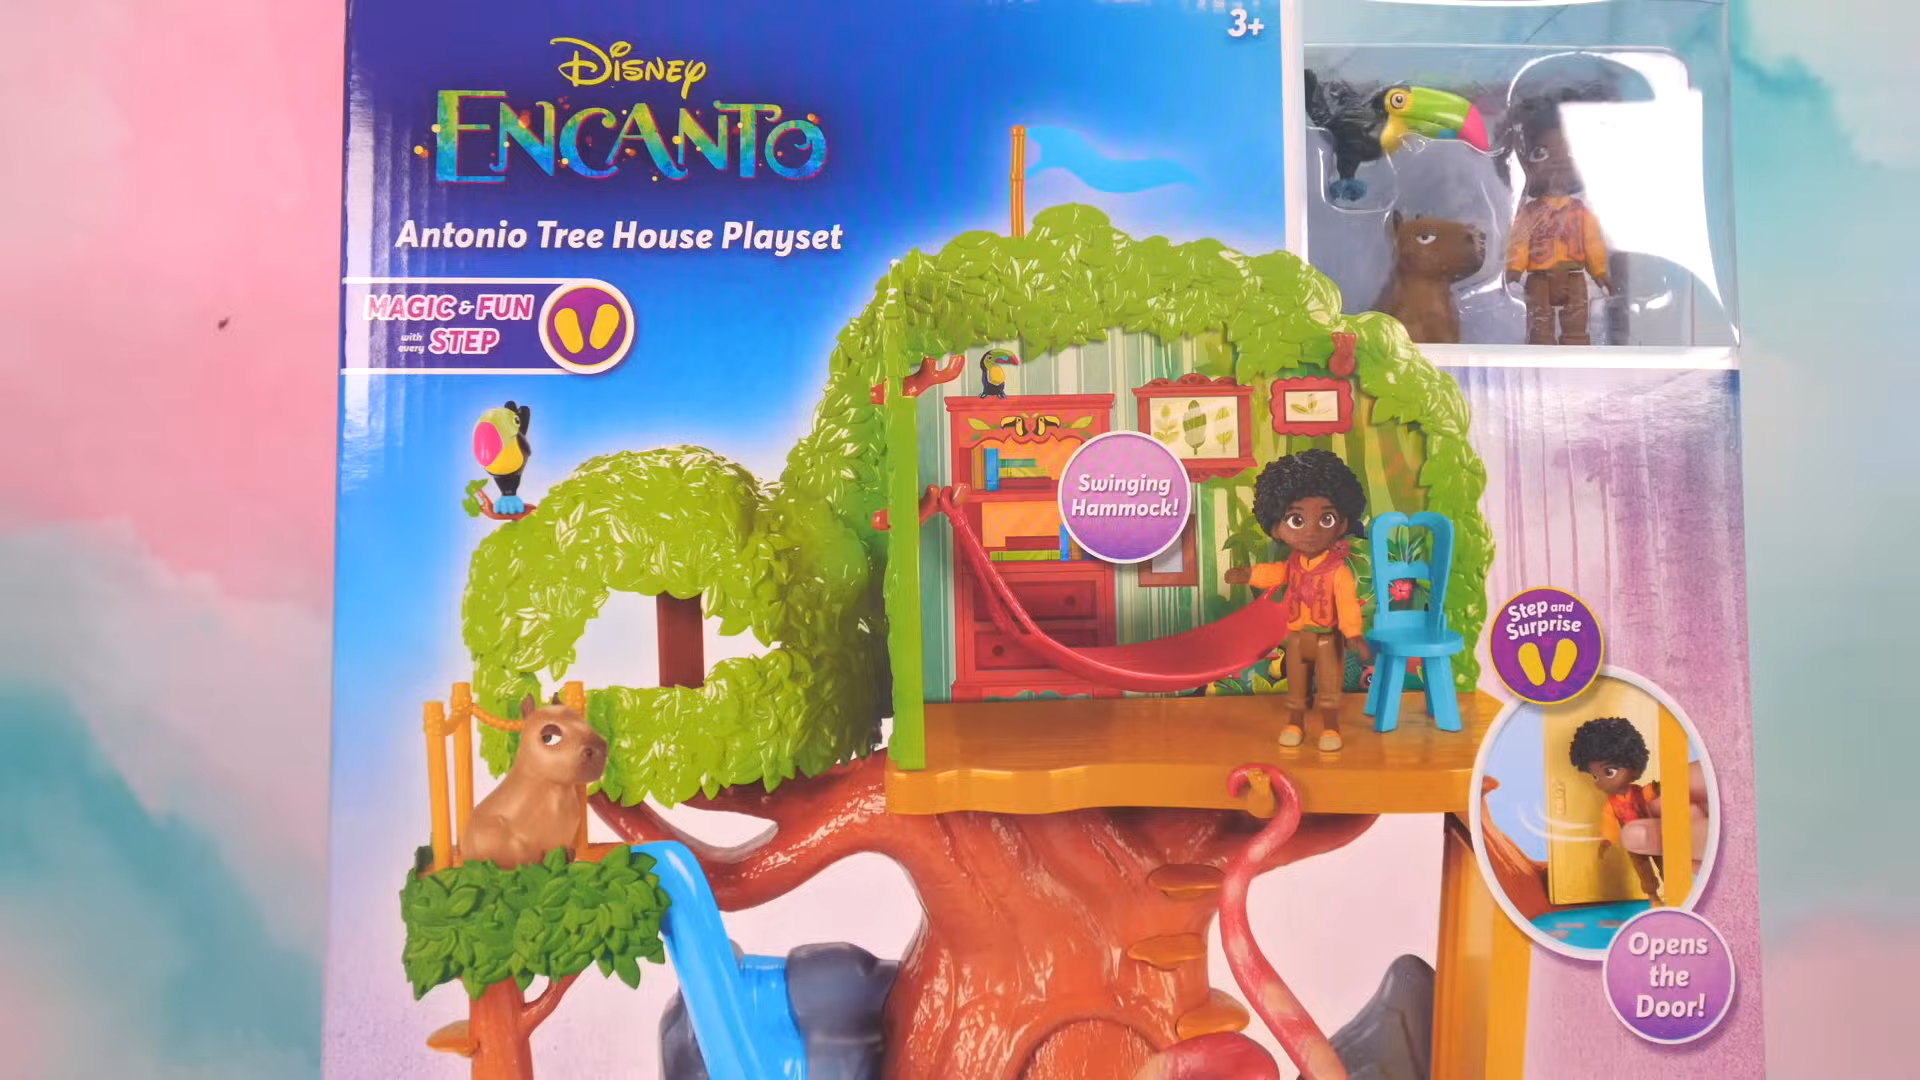 3+
Disney
ENCANTO
Antonio Tree House Playset
MAGIC & FUN
with every STEP
Swinging
Hammock!
Step and
Surprise
Opens
the
Door!